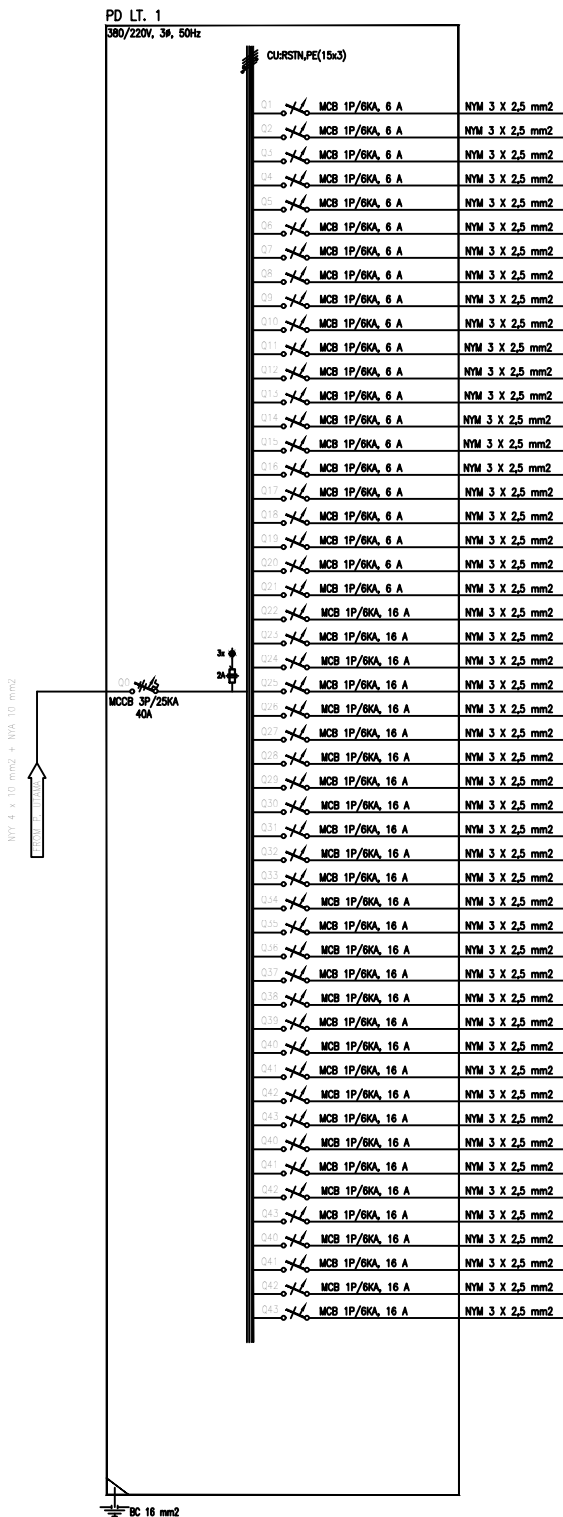 PD LT. 1
380/220V, 3ø, 50Hz
CU:RSTN,PE(15x3)
Q1 MCB 1P/6KA, 6 A NYM 3 X 2,5 mm2
Q2 MCB 1P/6KA, 6 A NYM 3 X 2,5 mm2
Q3 MCB 1P/6KA, 6 A NYM 3 X 2,5 mm2
Q4 MCB 1P/6KA, 6 A NYM 3 X 2,5 mm2
Q5 MCB 1P/6KA, 6 A NYM 3 X 2,5 mm2
Q6 MCB 1P/6KA, 6 A NYM 3 X 2,5 mm2
Q7 MCB 1P/6KA, 6 A NYM 3 X 2,5 mm2
Q8 MCB 1P/6KA, 6 A NYM 3 X 2,5 mm2
Q9 MCB 1P/6KA, 6 A NYM 3 X 2,5 mm2
Q10 MCB 1P/6KA, 6 A NYM 3 X 2,5 mm2
Q11 MCB 1P/6KA, 6 A NYM 3 X 2,5 mm2
Q12 MCB 1P/6KA, 6 A NYM 3 X 2,5 mm2
Q13 MCB 1P/6KA, 6 A NYM 3 X 2,5 mm2
Q14 MCB 1P/6KA, 6 A NYM 3 X 2,5 mm2
Q15 MCB 1P/6KA, 6 A NYM 3 X 2,5 mm2
Q16 MCB 1P/6KA, 6 A NYM 3 X 2,5 mm2
Q17 MCB 1P/6KA, 6 A NYM 3 X 2,5 mm2
Q18 MCB 1P/6KA, 6 A NYM 3 X 2,5 mm2
Q19 MCB 1P/6KA, 6 A NYM 3 X 2,5 mm2
Q20 MCB 1P/6KA, 6 A NYM 3 X 2,5 mm2
Q21 MCB 1P/6KA, 6 A NYM 3 X 2,5 mm2
Q22 MCB 1P/6KA, 16 A NYM 3 X 2,5 mm2
Q23 MCB 1P/6KA, 16 A NYM 3 X 2,5 mm2
Q24 MCB 1P/6KA, 16 A NYM 3 X 2,5 mm2
Q25 MCB 1P/6KA, 16 A NYM 3 X 2,5 mm2
Q26 MCB 1P/6KA, 16 A NYM 3 X 2,5 mm2
Q27 MCB 1P/6KA, 16 A NYM 3 X 2,5 mm2
Q28 MCB 1P/6KA, 16 A NYM 3 X 2,5 mm2
Q29 MCB 1P/6KA, 16 A NYM 3 X 2,5 mm2
Q30 MCB 1P/6KA, 16 A NYM 3 X 2,5 mm2
Q31 MCB 1P/6KA, 16 A NYM 3 X 2,5 mm2
Q32 MCB 1P/6KA, 16 A NYM 3 X 2,5 mm2
Q33 MCB 1P/6KA, 16 A NYM 3 X 2,5 mm2
Q34 MCB 1P/6KA, 16 A NYM 3 X 2,5 mm2
Q35 MCB 1P/6KA, 16 A NYM 3 X 2,5 mm2
Q36 MCB 1P/6KA, 16 A NYM 3 X 2,5 mm2
Q37 MCB 1P/6KA, 16 A NYM 3 X 2,5 mm2
Q38 MCB 1P/6KA, 16 A NYM 3 X 2,5 mm2
Q39 MCB 1P/6KA, 16 A NYM 3 X 2,5 mm2
Q40 MCB 1P/6KA, 16 A NYM 3 X 2,5 mm2
Q41 MCB 1P/6KA, 16 A NYM 3 X 2,5 mm2
Q42 MCB 1P/6KA, 16 A NYM 3 X 2,5 mm2
Q43 MCB 1P/6KA, 16 A NYM 3 X 2,5 mm2
Q40 MCB 1P/6KA, 16 A NYM 3 X 2,5 mm2
Q41 MCB 1P/6KA, 16 A NYM 3 X 2,5 mm2
Q42 MCB 1P/6KA, 16 A NYM 3 X 2,5 mm2
Q43 MCB 1P/6KA, 16 A NYM 3 X 2,5 mm2
Q40 MCB 1P/6KA, 16 A NYM 3 X 2,5 mm2
Q41 MCB 1P/6KA, 16 A NYM 3 X 2,5 mm2
Q42 MCB 1P/6KA, 16 A NYM 3 X 2,5 mm2
Q43 MCB 1P/6KA, 16 A NYM 3 X 2,5 mm2
3x
2A
Q0
MCCB 3P/25KA
40A
NYY 4 x 10 mm2 + NYA 10 mm2
FROM P. UTAMA
BC 16 mm2